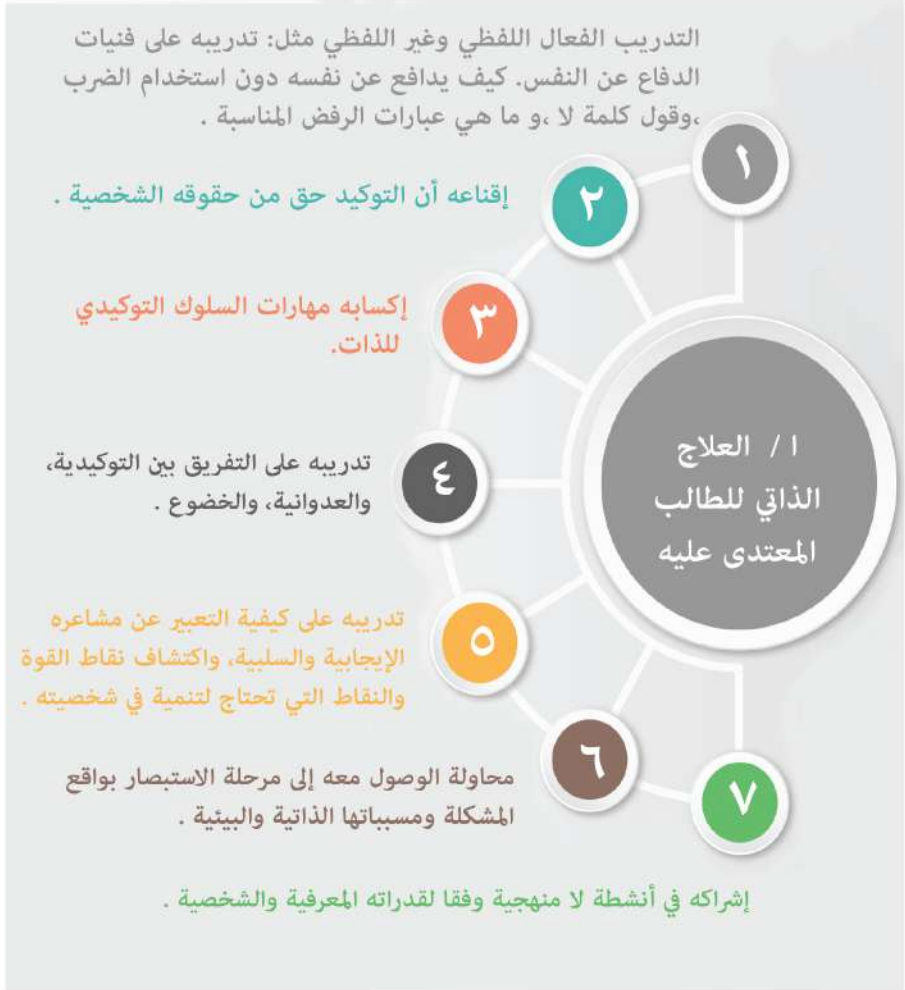 التدريب الفعال اللفظي وغير اللفظي مثل: تدريبه على فنيات
الدفاع عن النفس. كيف يدافع عن نفسه دون استخدام الضرب
،وقول كلمة لا ،و ما هي عبارات الرفض المناسبة .
١
إقناعه أن التوكيد حق من حقوقه الشخصية .
٢
إكسابه مهارات السلوك التوكيدي
للذات.
٣
ا / العلاج
الذاتي للطالب
المعتدى عليه
تدريبه على التفريق بين التوكيدية،
والعدوانية، والخضوع .
٤
تدريبه على كيفية التعبير عن مشاعره
الإيجابية والسلبية، واكتشاف نقاط القوة
والنقاط التي تحتاج لتنمية في شخصيته .
٥
محاولة الوصول معه إلى مرحلة الاستبصار بواقع
المشكلة ومسبباتها الذاتية والبيئية .
٦
٧
إشراكه في أنشطة لا منهجية وفقا لقدراته المعرفية والشخصية .